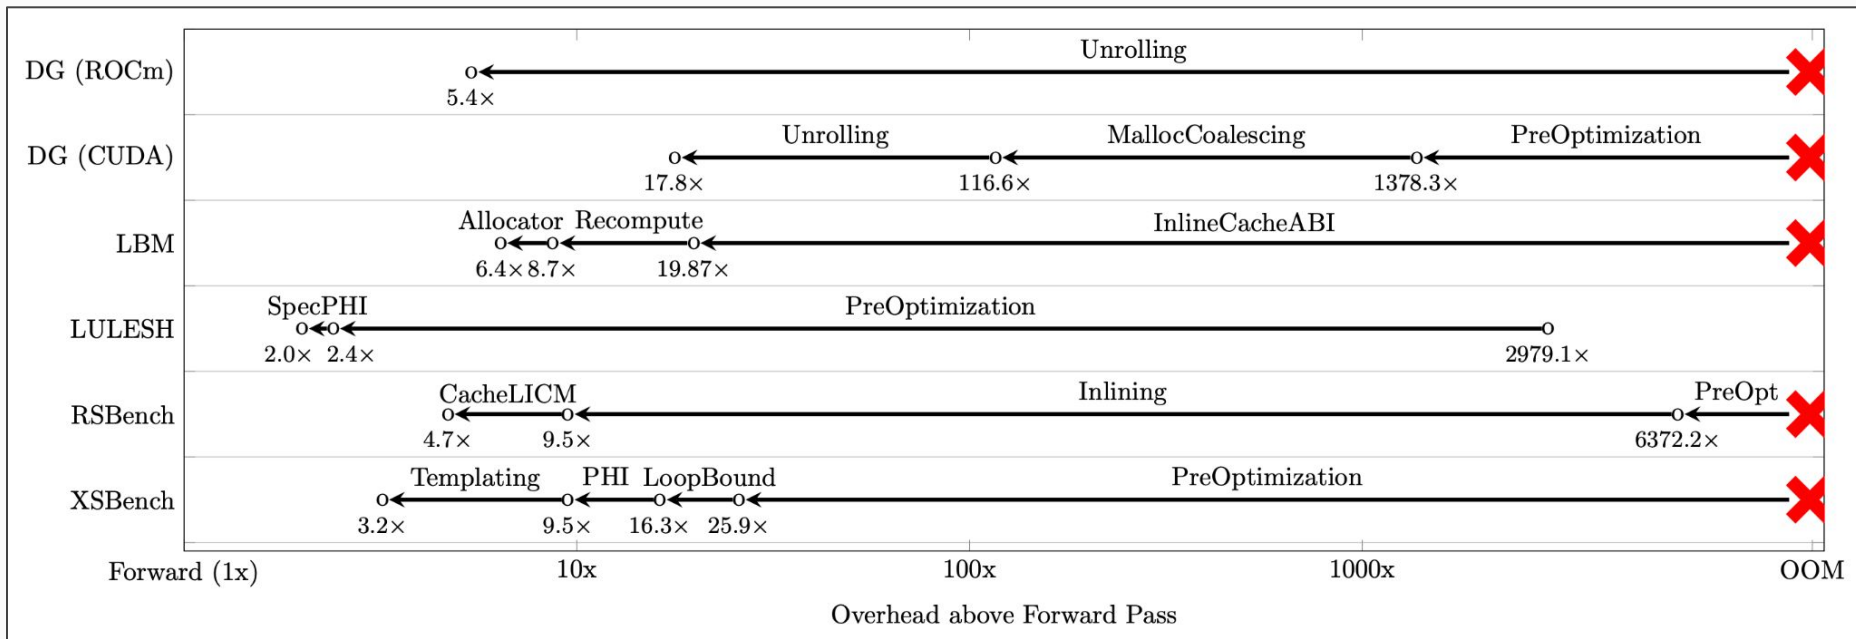 Unrolling
DG (ROCm)
5.4×
Unrolling MallocCoalescing PreOptimization
DG (CUDA)
17.8× 116.6× 1378.3×
Allocator Recompute InlineCacheABI
LBM
6.4× 8.7× 19.87×
SpecPHI PreOptimization
LULESH
2.0× 2.4× 2979.1×
CacheLICM Inlining PreOpt
RSBench
4.7× 9.5× 6372.2×
Templating PHI LoopBound PreOptimization
XSBench
3.2× 9.5× 16.3× 25.9×
Forward (1x) 10x 100x 1000x OOM
Overhead above Forward Pass